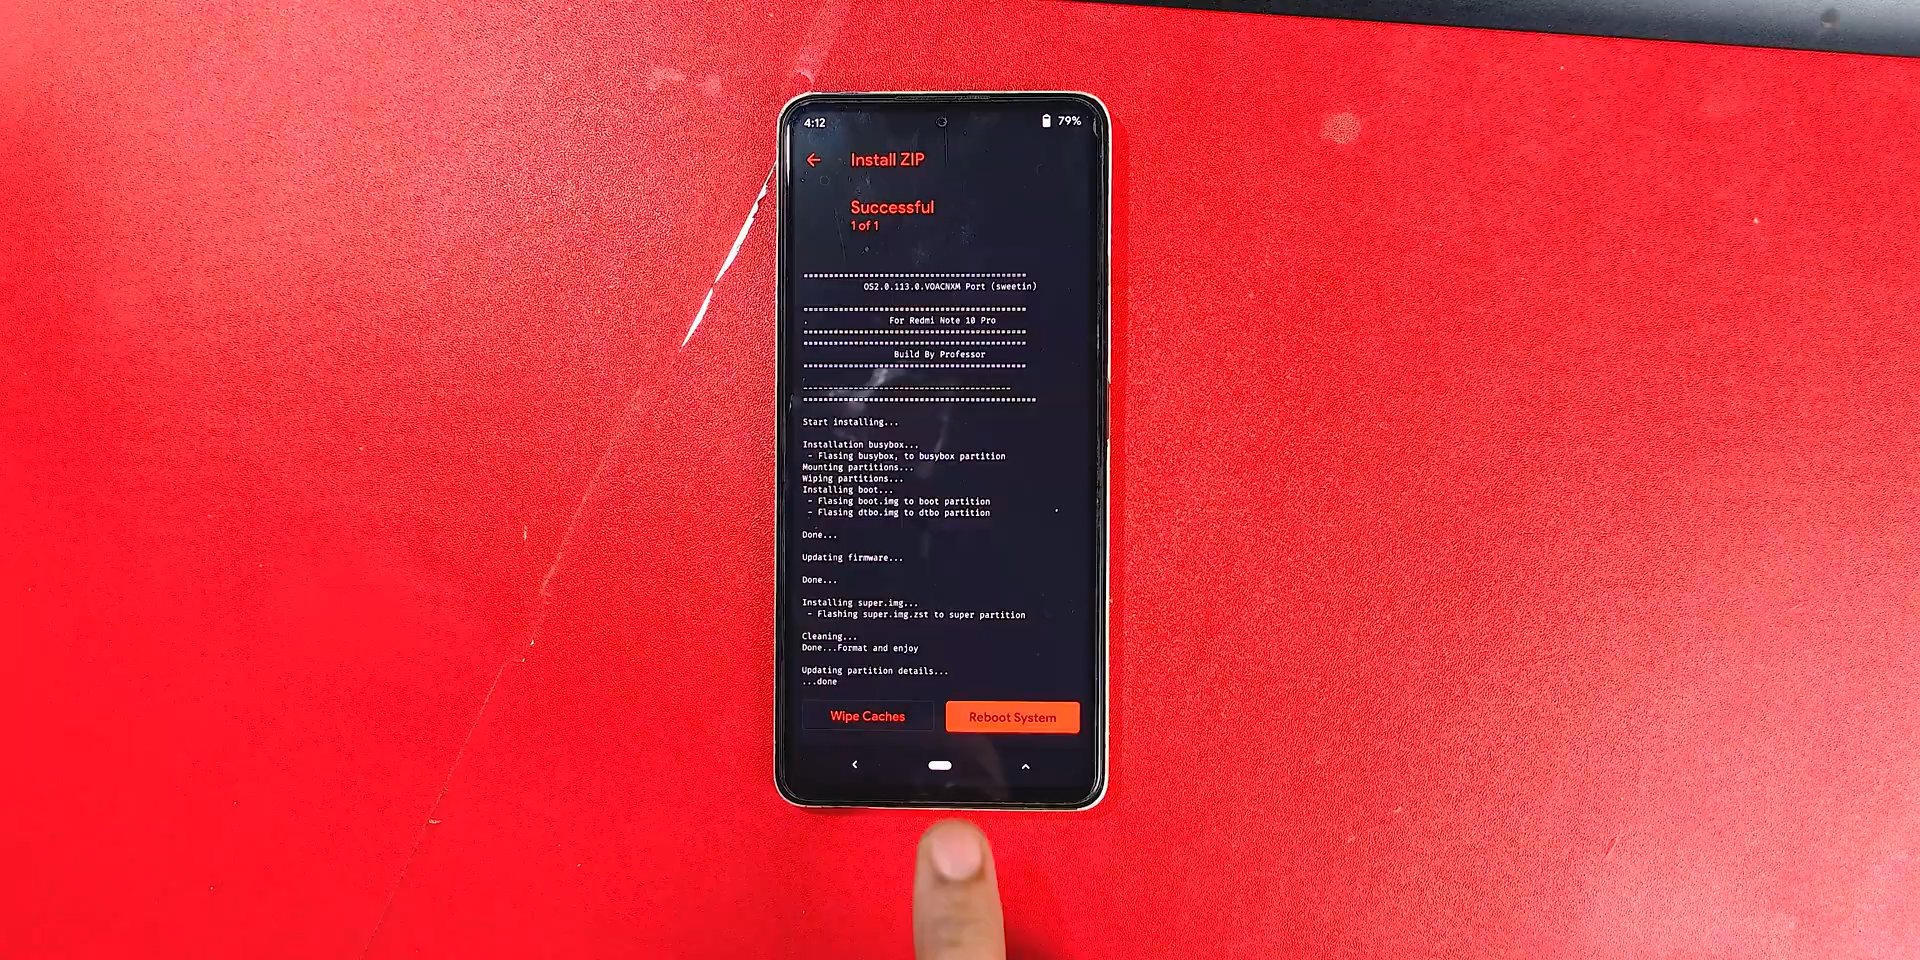 4:12
79%
Install ZIP
Successful
1 of 1
OS2.0.113.0.VOACNXM Port (sweetin)
. For Redmi Note 10 Pro
Build By Professor
Start installing...
Installation busybox...
- Flasing busybox, to busybox partition
Mounting partitions...
Wiping partitions...
Installing boot...
- Flasing boot.img to boot partition
- Flasing dtbo.img to dtbo partition
Done...
Updating firmware...
Done...
Installing super.img...
- Flashing super.img.zst to super partition
Cleaning...
Done...Format and enjoy
Updating partition details...
...done
Wipe Caches
Reboot System